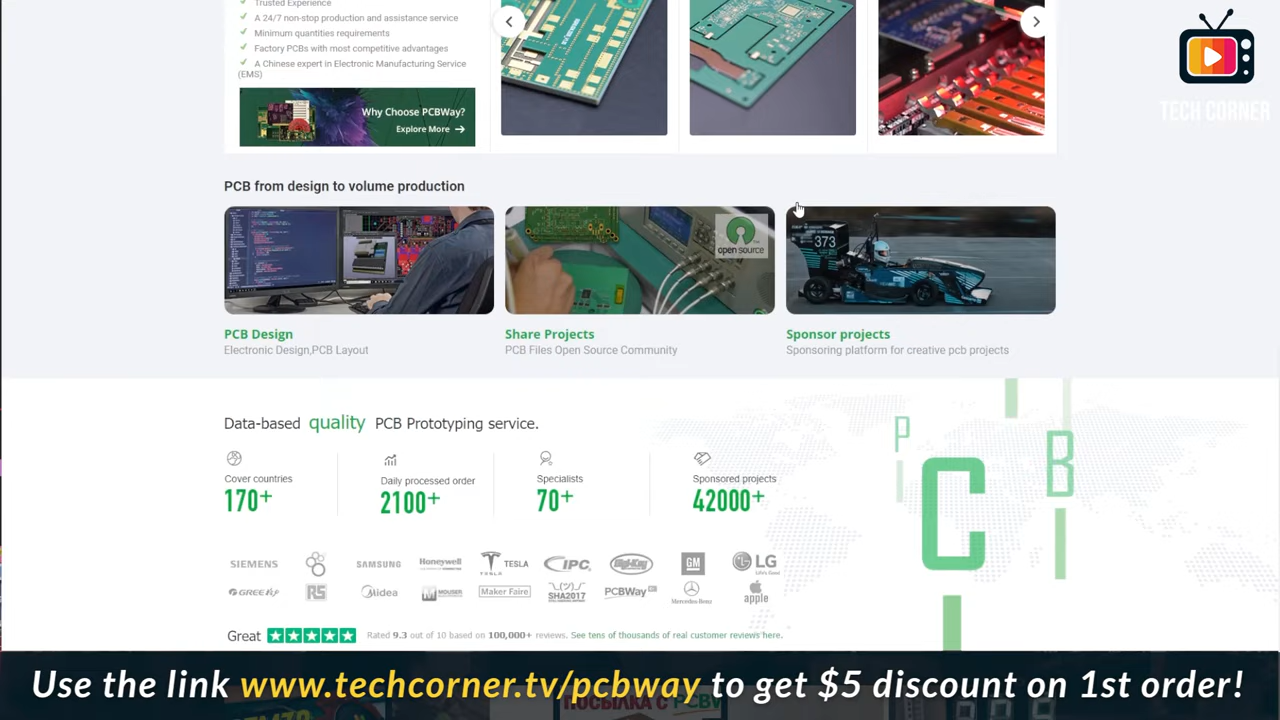 Trusted Experience
A 24/7 non-stop production and assistance service
Minimum quantities requirements
Factory PCBs with most competitive advantages
A Chinese expert in Electronic Manufacturing Service
(EMS)
Why Choose PCBWay?
Explore More →
TECH CORNER
PCB from design to volume production
373
open source
PCB Design
Electronic Design,PCB Layout
Share Projects
PCB Files Open Source Community
Sponsor projects
Sponsoring platform for creative pcb projects
Data-based quality PCB Prototyping service.
Cover countries
170+
Daily processed order
2100+
Specialists
70+
Sponsored projects
42000+
P C B
SIEMENS SAMSUNG Honeywell TESLA IPC Digi-Key GM LG
Life's Good
GREE RS Midea MOUSER Maker Faire SHA2017 PCBWay Mercedes-Benz apple
Great Rated 9.3 out of 10 based on 100,000+ reviews. See tens of thousands of real customer reviews here.
ПОСЫЛКА С PCBW
Use the link www.techcorner.tv/pcbway to get $5 discount on 1st order!